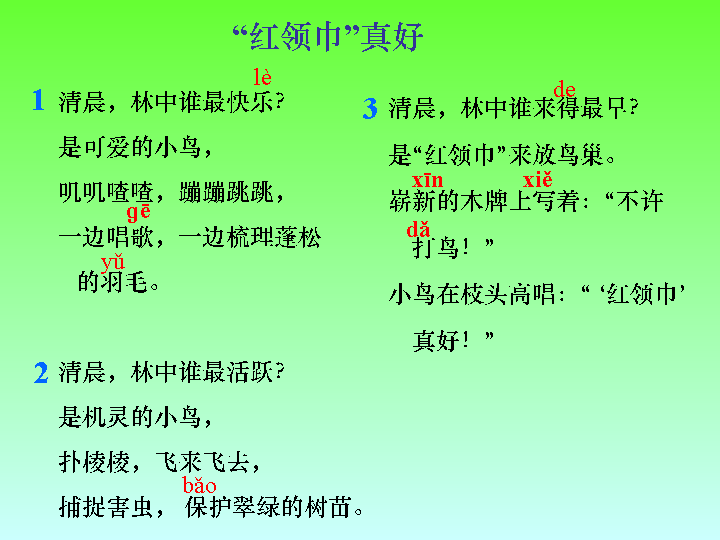 “红领巾”真好
lè
1 清晨，林中谁最快乐？
是可爱的小鸟，
叽叽喳喳，蹦蹦跳跳，
gē
一边唱歌，一边梳理蓬松
yǔ
的羽毛。
2 清晨，林中谁最活跃？
是机灵的小鸟，
扑棱棱，飞来飞去，
bǎo
捕捉害虫， 保护翠绿的树苗。
de
3 清晨，林中谁来得最早？
是“红领巾”来放鸟巢。
xīn xiě
崭新的木牌上写着：“不许
dǎ
打鸟！”
小鸟在枝头高唱：“ ‘红领巾’
真好！”